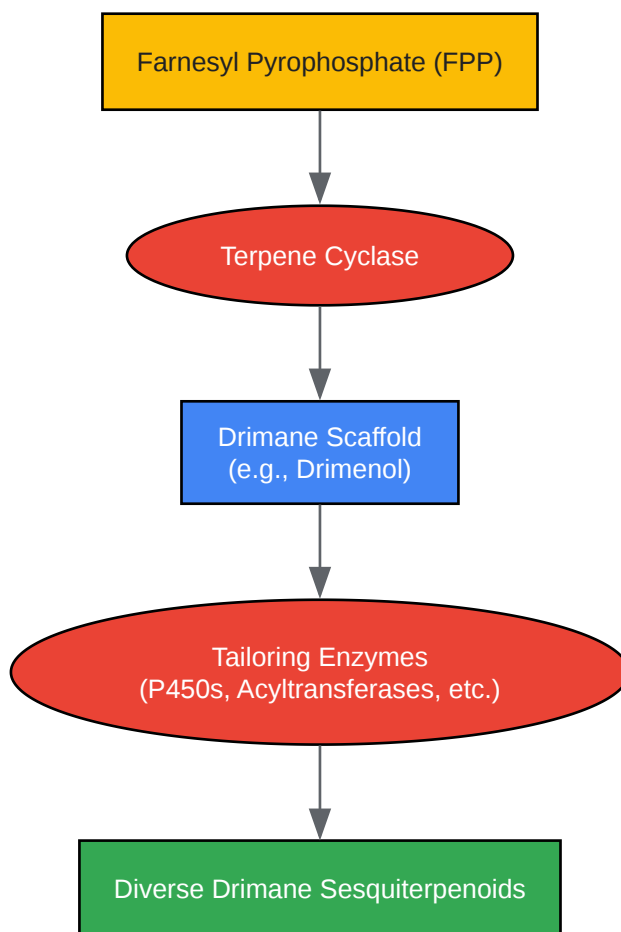 Farnesyl Pyrophosphate (FPP)
Terpene Cyclase
Drimane Scaffold
(e.g., Drimenol)
Tailoring Enzymes
(P450s, Acyltransferases, etc.)
Diverse Drimane Sesquiterpenoids